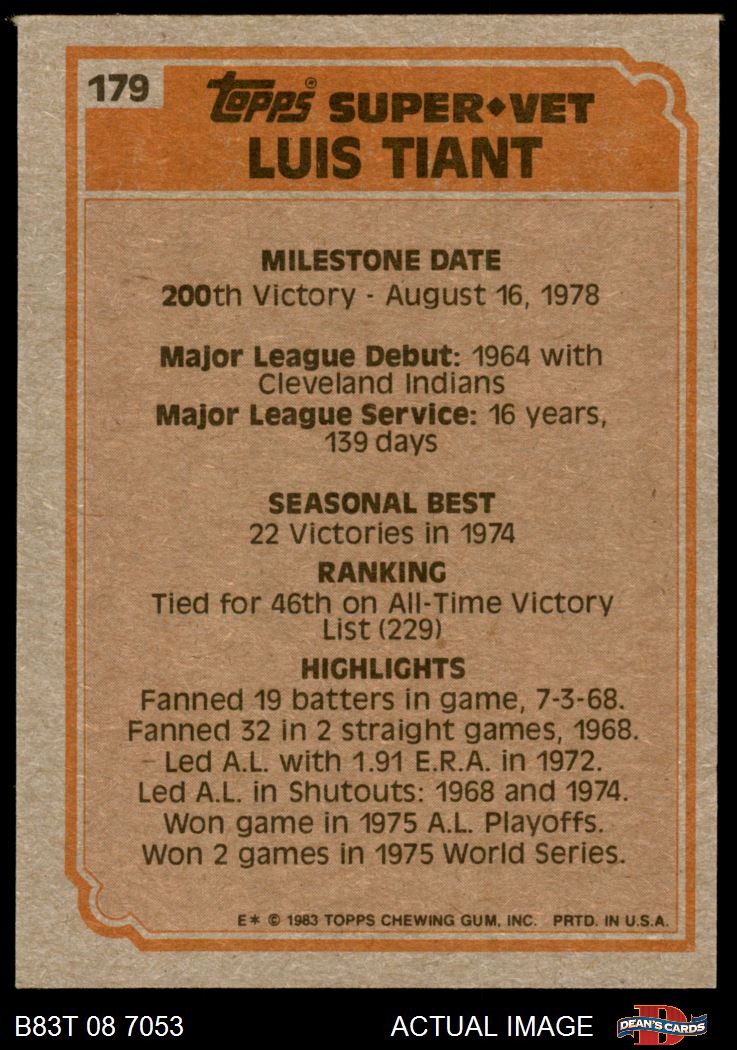 179
Topps® SUPER◆VET
LUIS TIANT
MILESTONE DATE
200th Victory - August 16, 1978
Major League Debut: 1964 with
Cleveland Indians
Major League Service: 16 years,
139 days
SEASONAL BEST
22 Victories in 1974
RANKING
Tied for 46th on All-Time Victory
List (229)
HIGHLIGHTS
Fanned 19 batters in game, 7-3-68.
Fanned 32 in 2 straight games, 1968.
Led A.L. with 1.91 E.R.A. in 1972.
Led A.L. in Shutouts: 1968 and 1974.
Won game in 1975 A.L. Playoffs.
Won 2 games in 1975 World Series.
E* © 1983 TOPPS CHEWING GUM, INC. PRTD. IN U.S.A.
B83T 08 7053 ACTUAL IMAGE D DEAN'S CARDS